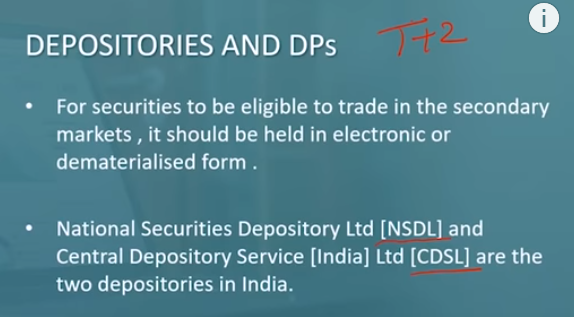 DEPOSITORIES AND DPs T+2
• For securities to be eligible to trade in the secondary
markets , it should be held in electronic or
dematerialised form .
• National Securities Depository Ltd [NSDL] and
Central Depository Service [India] Ltd [CDSL] are the
two depositories in India.